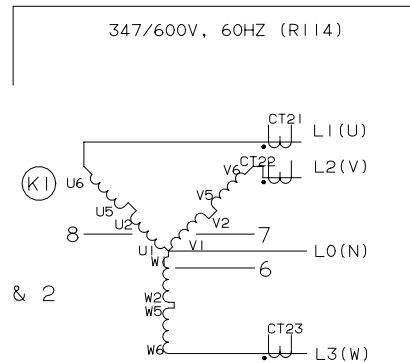 347/600V, 60HZ (R114)
CT21
L1(U)
V6
CT22
L2(V)
K1
U6
V5
U5
U2
V2
8
7
U1
V1
L0(N)
W1
6
& 2
W2
W5
CT23
W6
L3(W)